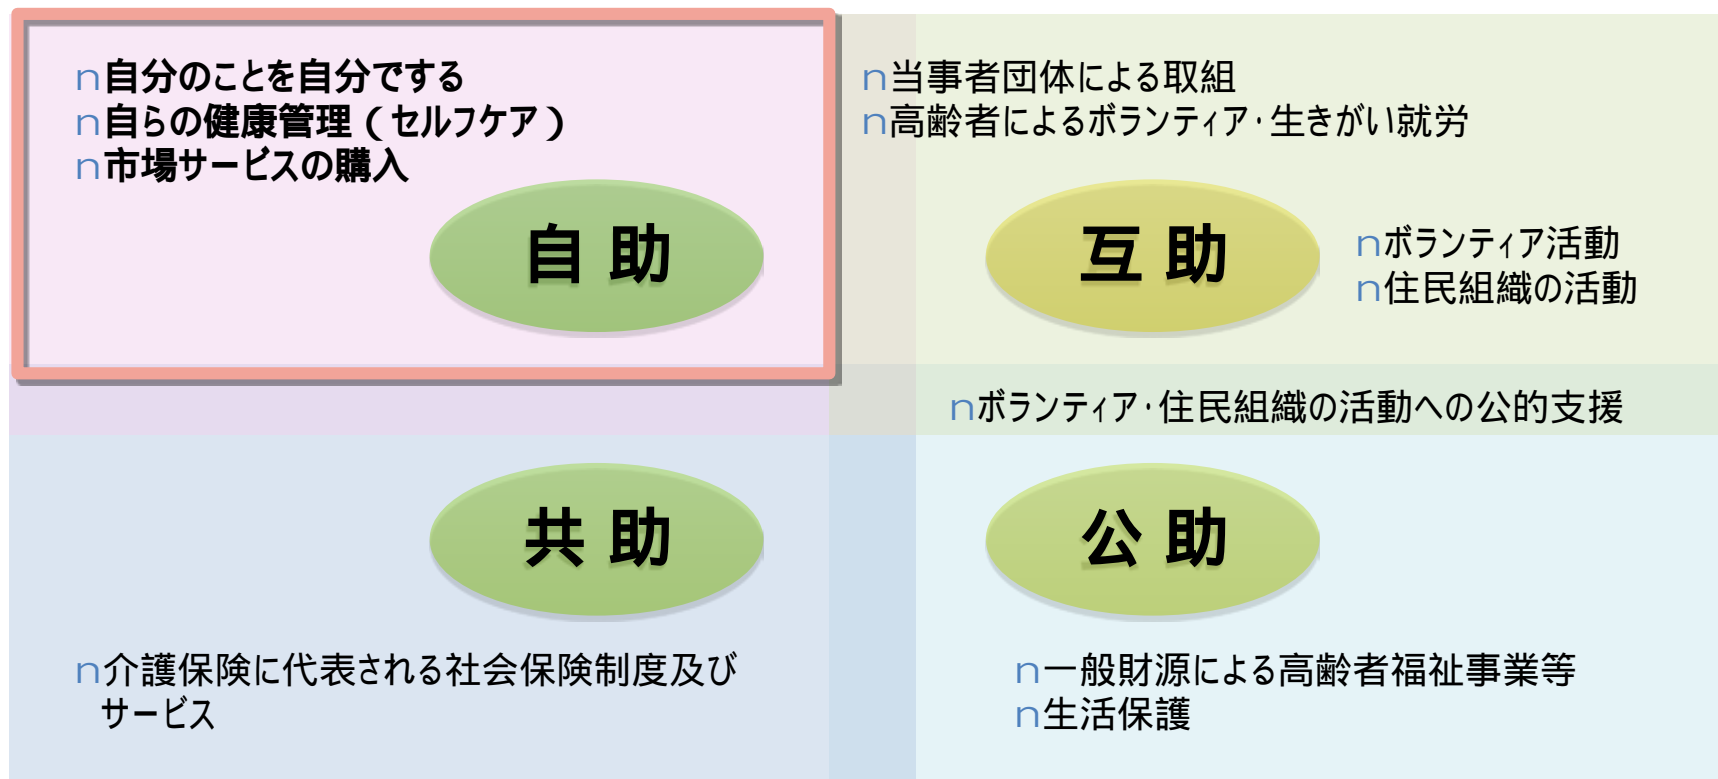 n自分のことを自分でする
n自らの健康管理(セルフケア)
n市場サービスの購入
自助
n当事者団体による取組
n高齢者によるボランティア・生きがい就労
互助
nボランティア活動
n住民組織の活動
nボランティア・住民組織の活動への公的支援
共助
n介護保険に代表される社会保険制度及び
サービス
公助
n一般財源による高齢者福祉事業等
n生活保護